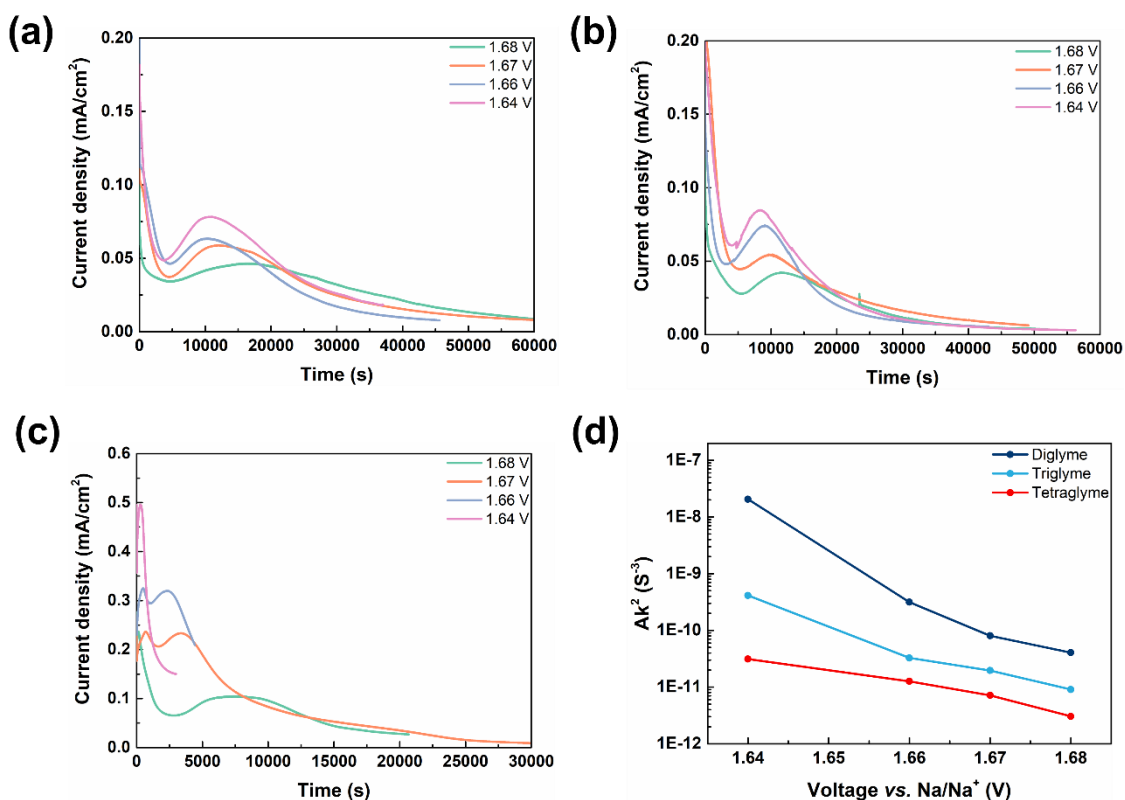 (a)
0.20
0.15
0.10
0.05
0.00
Current density (mA/cm²)
1.68 V
1.67 V
1.66 V
1.64 V
0 10000 20000 30000 40000 50000 60000
Time (s)
(b)
0.20
0.15
0.10
0.05
0.00
Current density (mA/cm²)
1.68 V
1.67 V
1.66 V
1.64 V
0 10000 20000 30000 40000 50000 60000
Time (s)
(c)
0.6
0.5
0.4
0.3
0.2
0.1
0.0
Current density (mA/cm²)
1.68 V
1.67 V
1.66 V
1.64 V
0 5000 10000 15000 20000 25000 30000
Time (s)
(d)
1E-7
1E-8
1E-9
1E-10
1E-11
1E-12
Ak² (S⁻³)
Diglyme
Triglyme
Tetraglyme
1.64 1.65 1.66 1.67 1.68
Voltage vs. Na/Na⁺ (V)